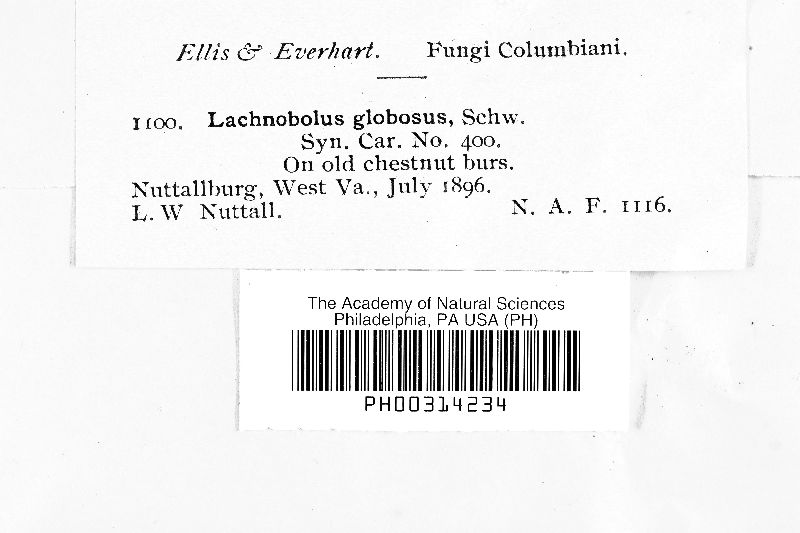 Ellis & Everhart. Fungi Columbiani.
1100. Lachnobolus globosus, Schw.
Syn. Car. No. 400.
On old chestnut burs.
Nuttallburg, West Va., July 1896.
L. W Nuttall. N. A. F. 1116.
The Academy of Natural Sciences
Philadelphia, PA USA (PH)
PH00314234